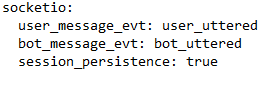 socketio:
  user_message_evt: user_uttered
  bot_message_evt: bot_uttered
  session_persistence: true